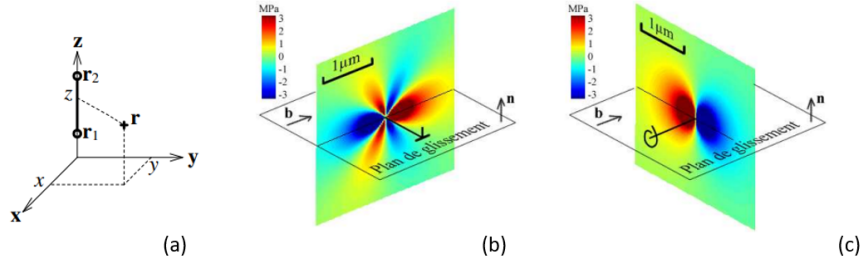 z
r₂
z
r
r₁
y
x
y
x
(a)
MPa
3
2
1
0
-1
-2
-3
1μm
b
n
Plan de glissement
(b)
MPa
3
2
1
0
-1
-2
-3
1μm
b
n
Plan de glissement
(c)